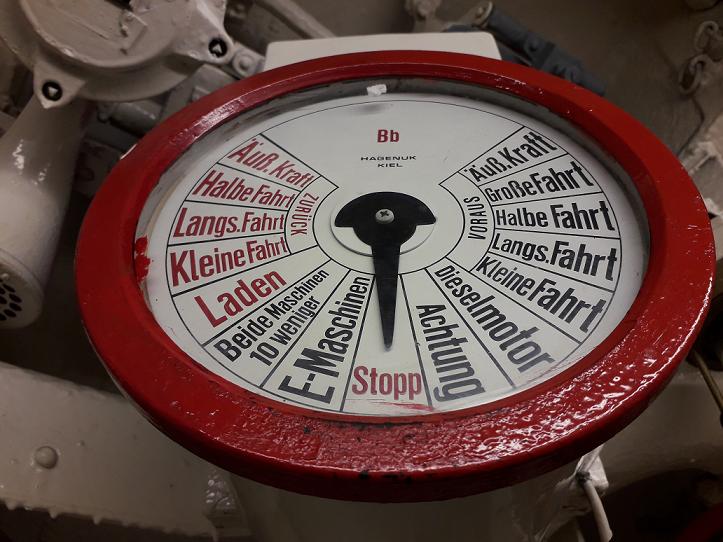 Bb
HAGENUK
KIEL
Äuß.Kraft
Halbe Fahrt
Langs.Fahrt
Kleine Fahrt
ZURÜCK
Laden
Beide Maschinen
10 weniger
E-Maschinen
Stopp
Achtung
Dieselmotor
Kleine Fahrt
Langs.Fahrt
Halbe Fahrt
Große Fahrt
Äuß.Kraft
VORAUS